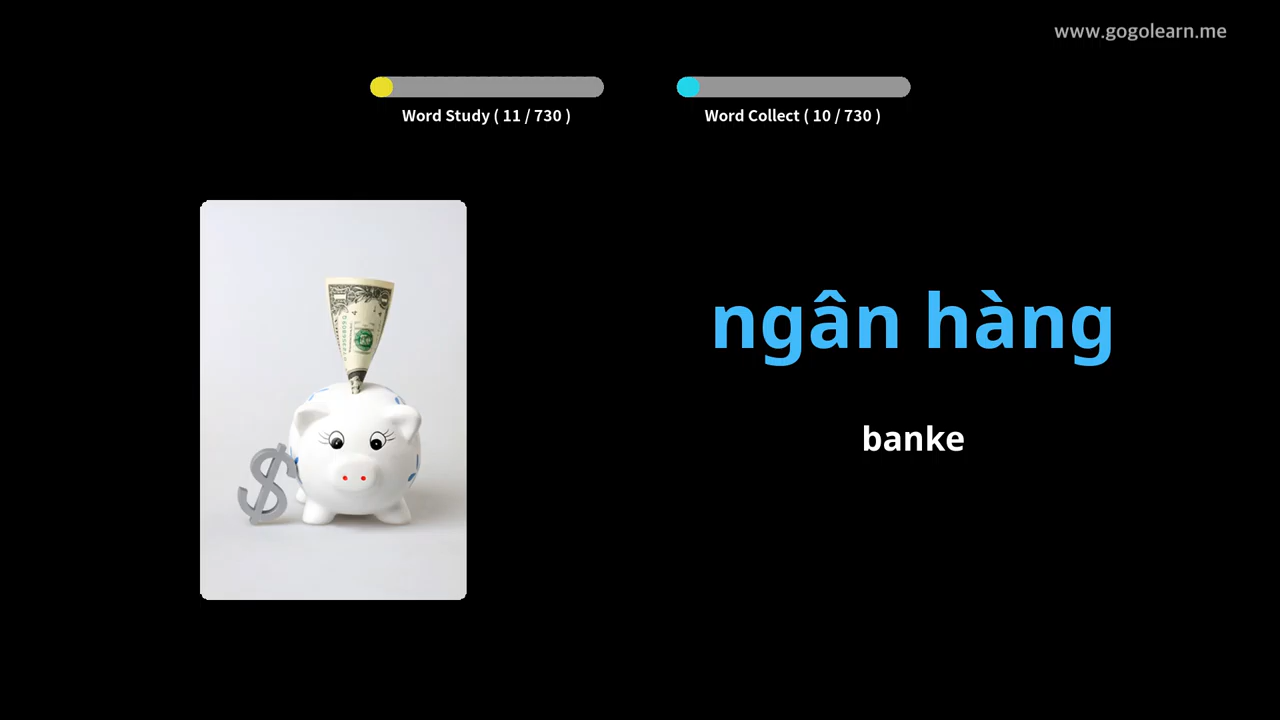 www.gogolearn.me
Word Study ( 11 / 730 )
Word Collect ( 10 / 730 )
ngân hàng
banke
$